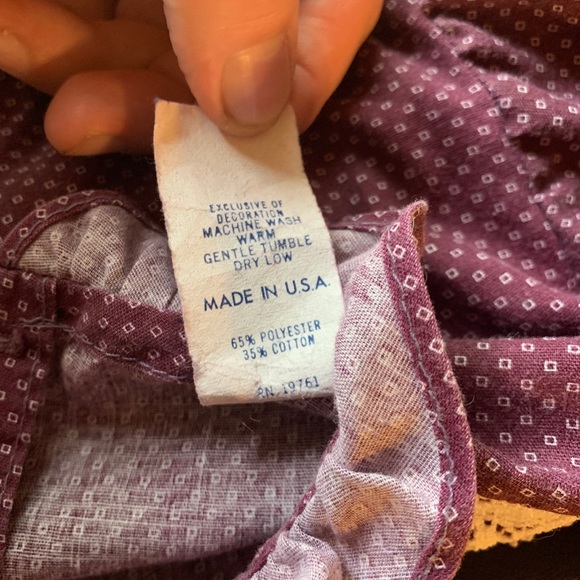 EXCLUSIVE OF
DECORATION
MACHINE WASH
WARM
GENTLE TUMBLE
DRY LOW
MADE IN U.S.A.
65% POLYESTER
35% COTTON
RN 19761